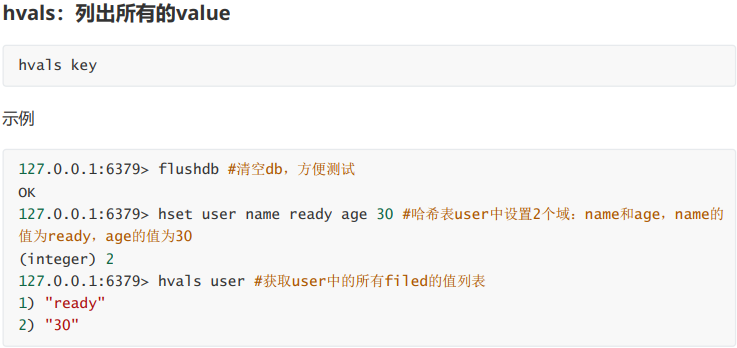 hvals：列出所有的value
hvals key
示例
127.0.0.1:6379> flushdb #清空db，方便测试
OK
127.0.0.1:6379> hset user name ready age 30 #哈希表user中设置2个域：name和age，name的
值为ready，age的值为30
(integer) 2
127.0.0.1:6379> hvals user #获取user中的所有filed的值列表
1) "ready"
2) "30"